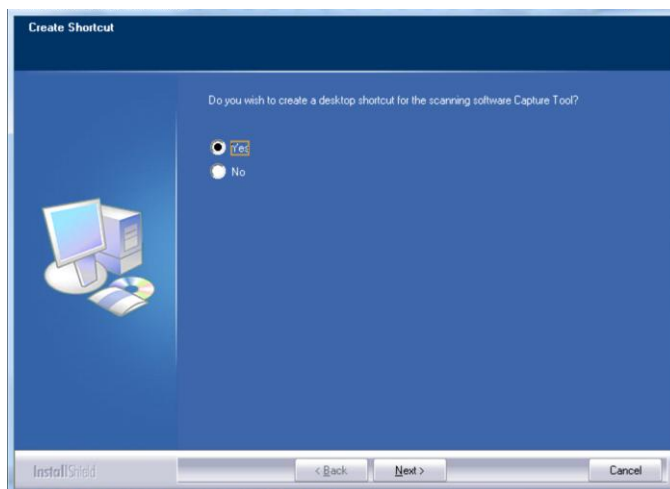 Create Shortcut
Do you wish to create a desktop shortcut for the scanning software Capture Tool?
Yes
No
InstallShield
< Back
Next >
Cancel